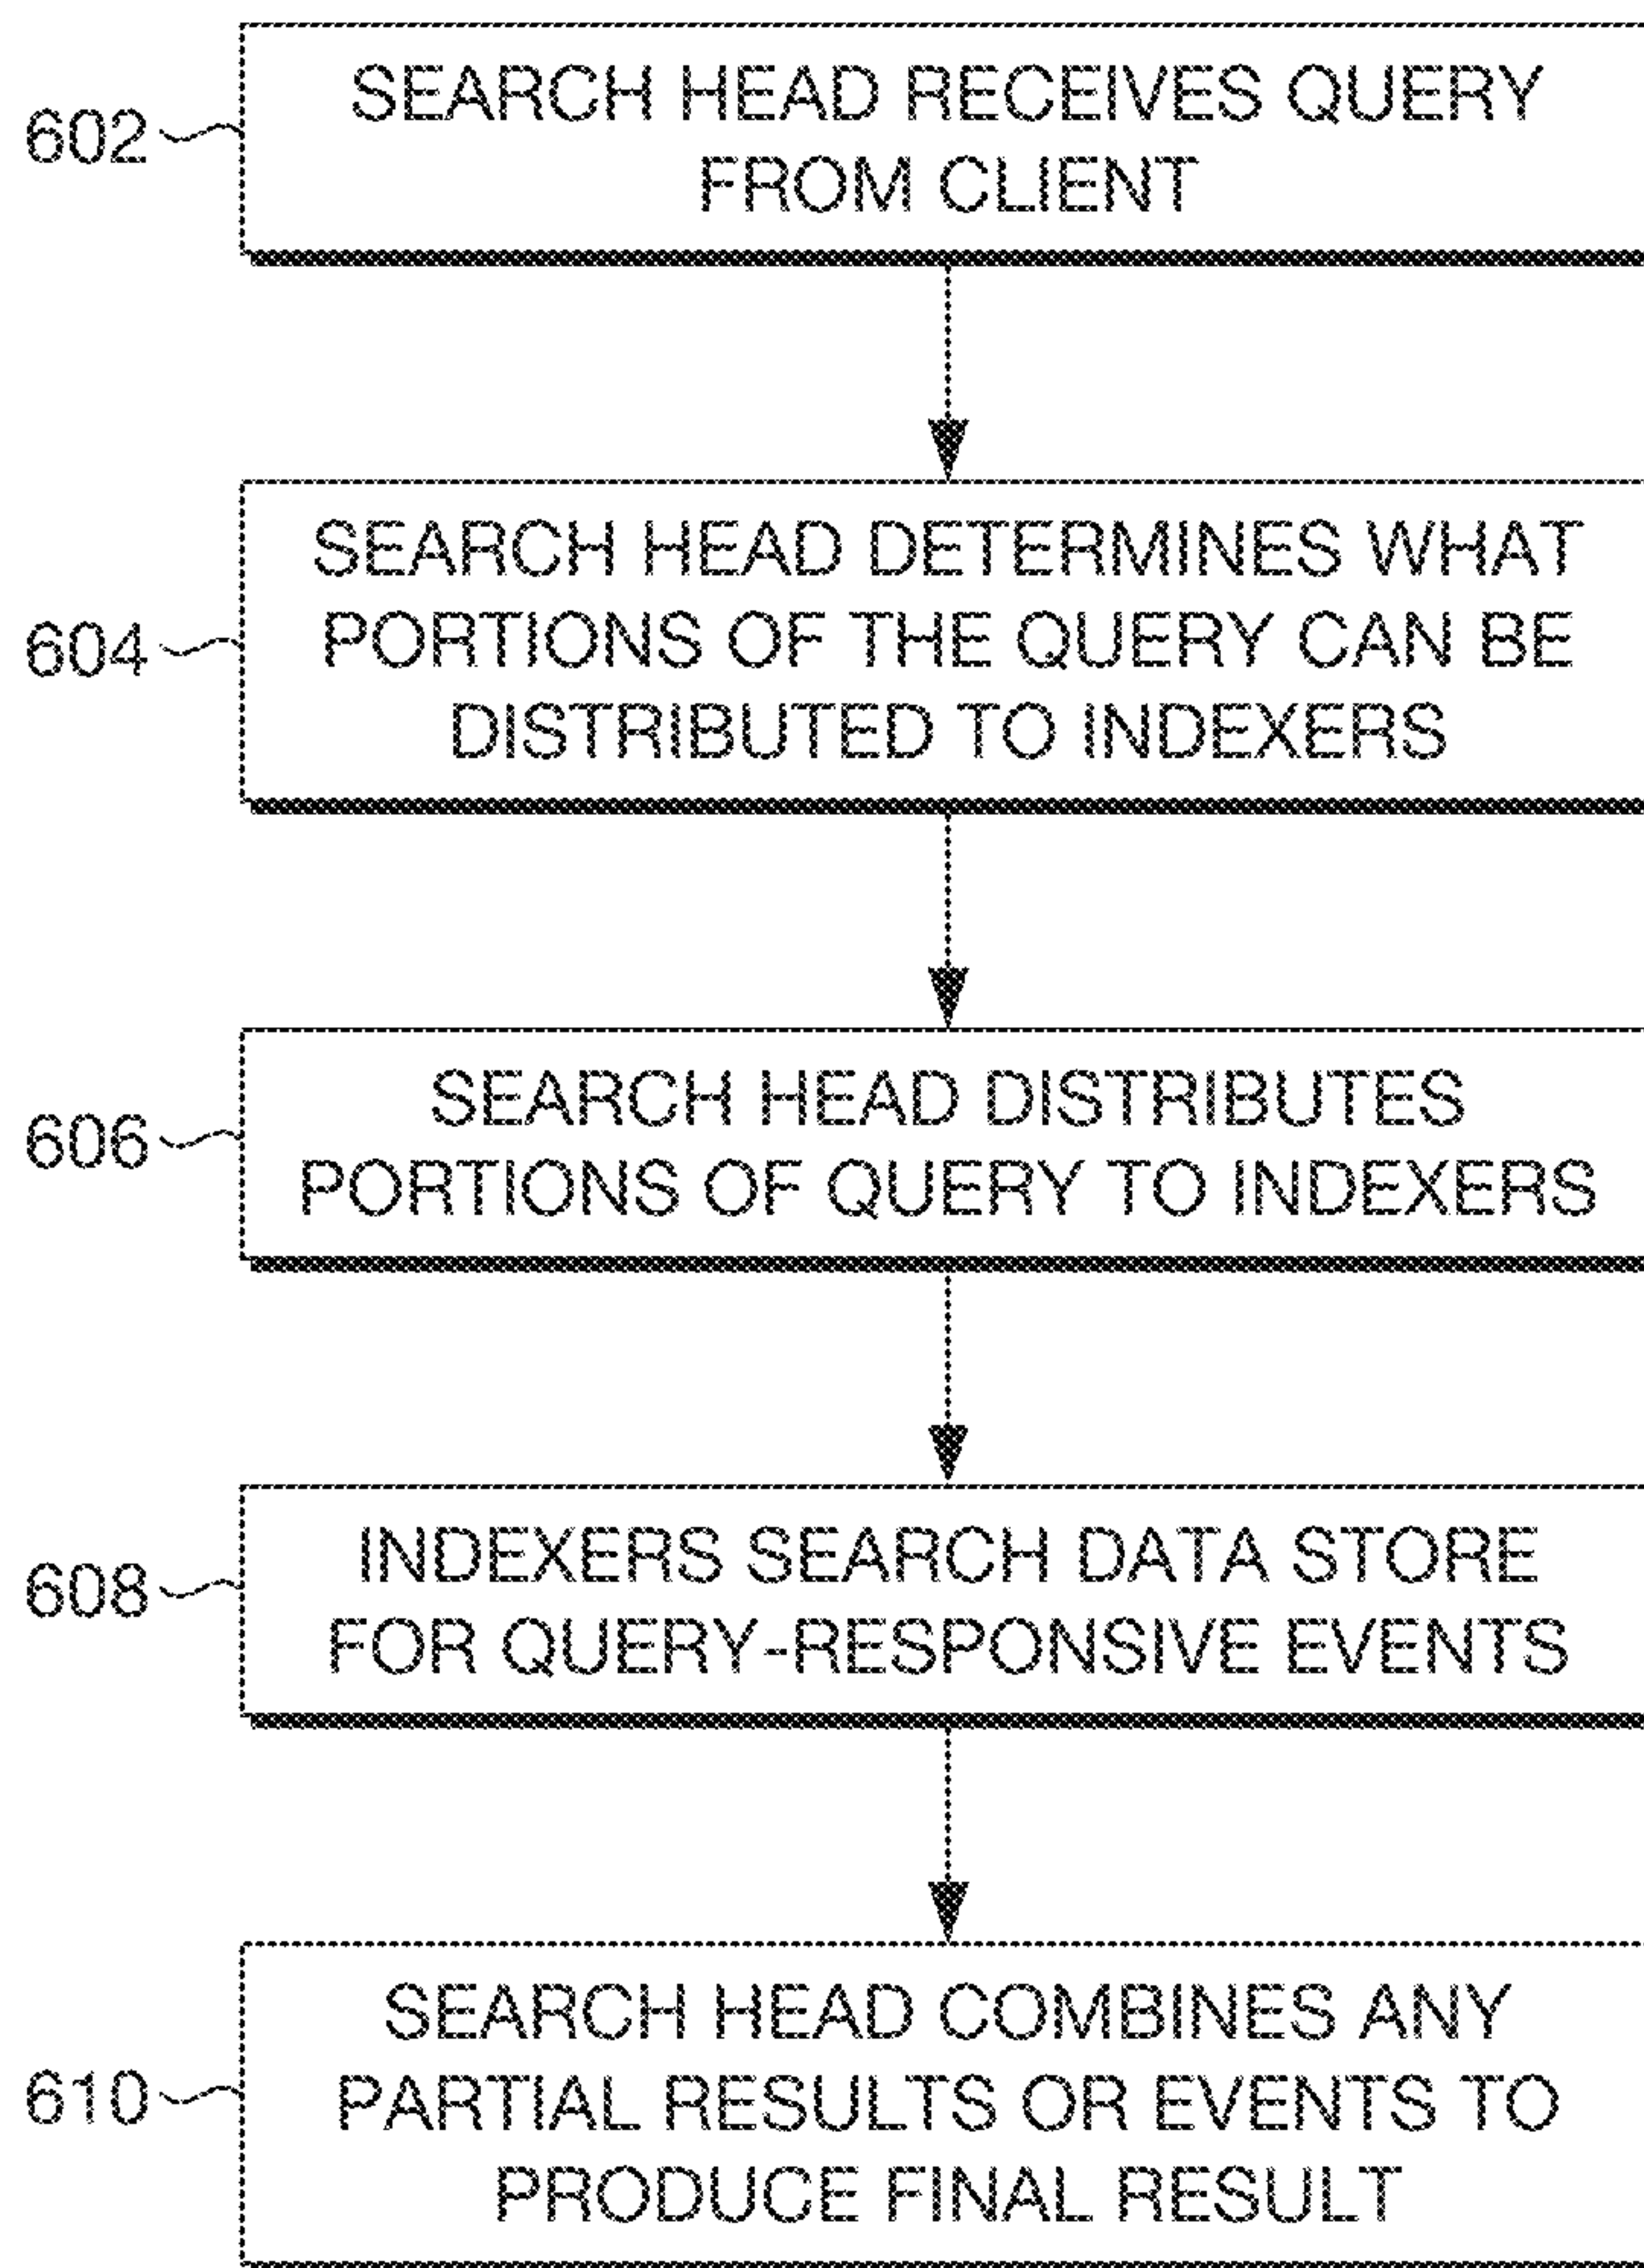 602
SEARCH HEAD RECEIVES QUERY
FROM CLIENT
604
SEARCH HEAD DETERMINES WHAT
PORTIONS OF THE QUERY CAN BE
DISTRIBUTED TO INDEXERS
606
SEARCH HEAD DISTRIBUTES
PORTIONS OF QUERY TO INDEXERS
608
INDEXERS SEARCH DATA STORE
FOR QUERY-RESPONSIVE EVENTS
610
SEARCH HEAD COMBINES ANY
PARTIAL RESULTS OR EVENTS TO
PRODUCE FINAL RESULT